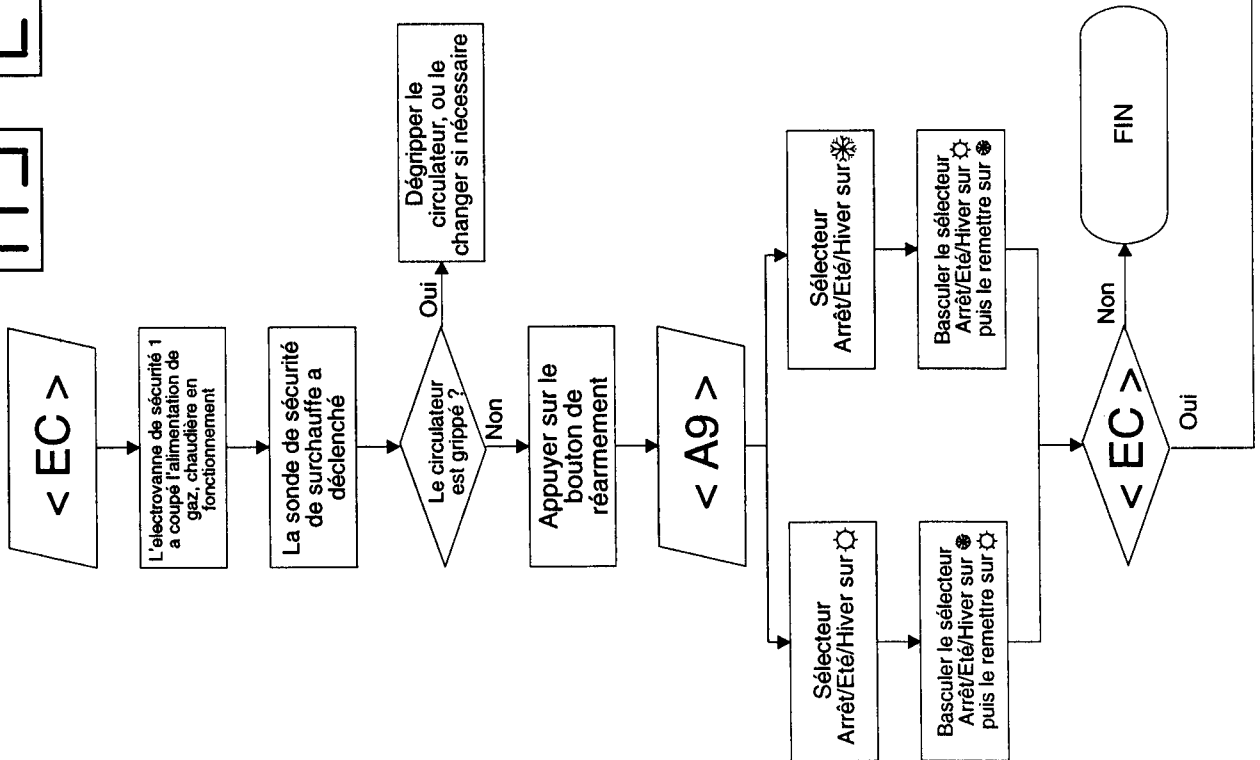 < EC >
L'electrovanne de sécurité 1
a coupé l'alimentation de
gaz, chaudière en
fonctionnement
La sonde de sécurité
de surchauffe a
déclenché
Le circulateur
est grippé ?
Oui
Dégripper le
circulateur, ou le
changer si nécessaire
Non
Appuyer sur le
bouton de
réarmement
< A9 >
Sélecteur
Arrêt/Eté/Hiver sur
Basculer le sélecteur
Arrêt/Eté/Hiver sur
puis le remettre sur
Sélecteur
Arrêt/Eté/Hiver sur
Basculer le sélecteur
Arrêt/Eté/Hiver sur
puis le remettre sur
< EC >
Non
FIN
Oui